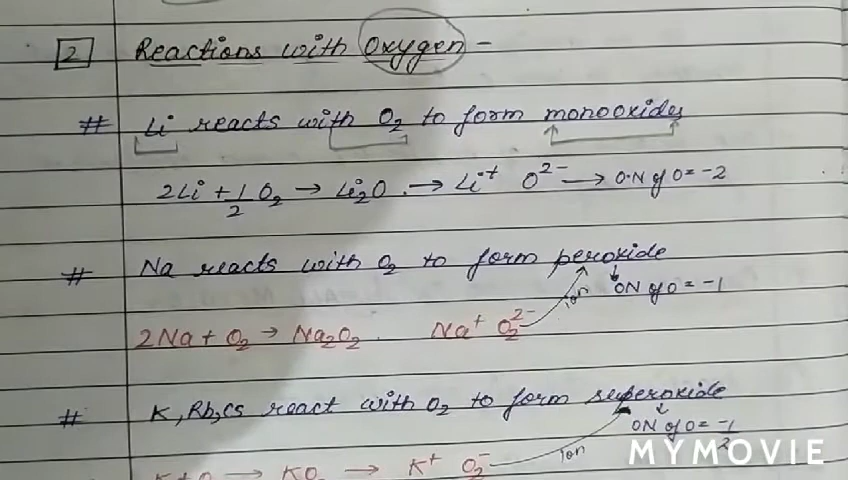 2 Reactions with Oxygen -
# Li reacts with O₂ to form monooxides
2Li + 1/2 O₂ → Li₂O → Li⁺ O²⁻ → O.N of O = -2
# Na reacts with O₂ to form peroxide
ON of O = -1
ion
2Na + O₂ → Na₂O₂ Na⁺ O₂²⁻
# K, Rb, Cs react with O₂ to form superoxide
ON of O = -1/2
ion
K + O₂ → KO₂ → K⁺ O₂⁻
MYMOVIE